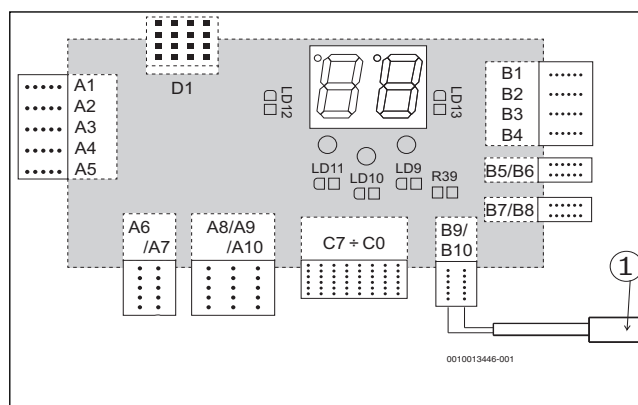 D1
A1
A2
A3
A4
A5
LD12
88
LD13
B1
B2
B3
B4
B5/B6
B7/B8
LD11
LD10
LD9
R39
A6
/A7
A8/A9
/A10
C7 ÷ C0
B9/
B10
1
0010013446-001